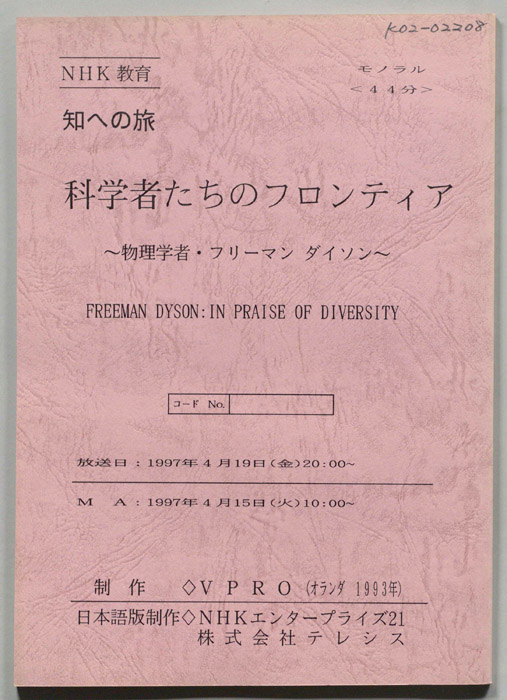 K02-02208
NHK 教育
モノラル
＜４４分＞
知への旅
科学者たちのフロンティア
～物理学者・フリーマン ダイソン～
FREEMAN DYSON:IN PRAISE OF DIVERSITY
コード No.
放送日：1997年４月19日(金)20:00～
Ｍ　Ａ：1997年４月15日(火)10:00～
制　作　◇ＶＰＲＯ（オランダ 1993年）
日本語版制作◇ＮＨＫエンタープライズ21
株式会社テレシス